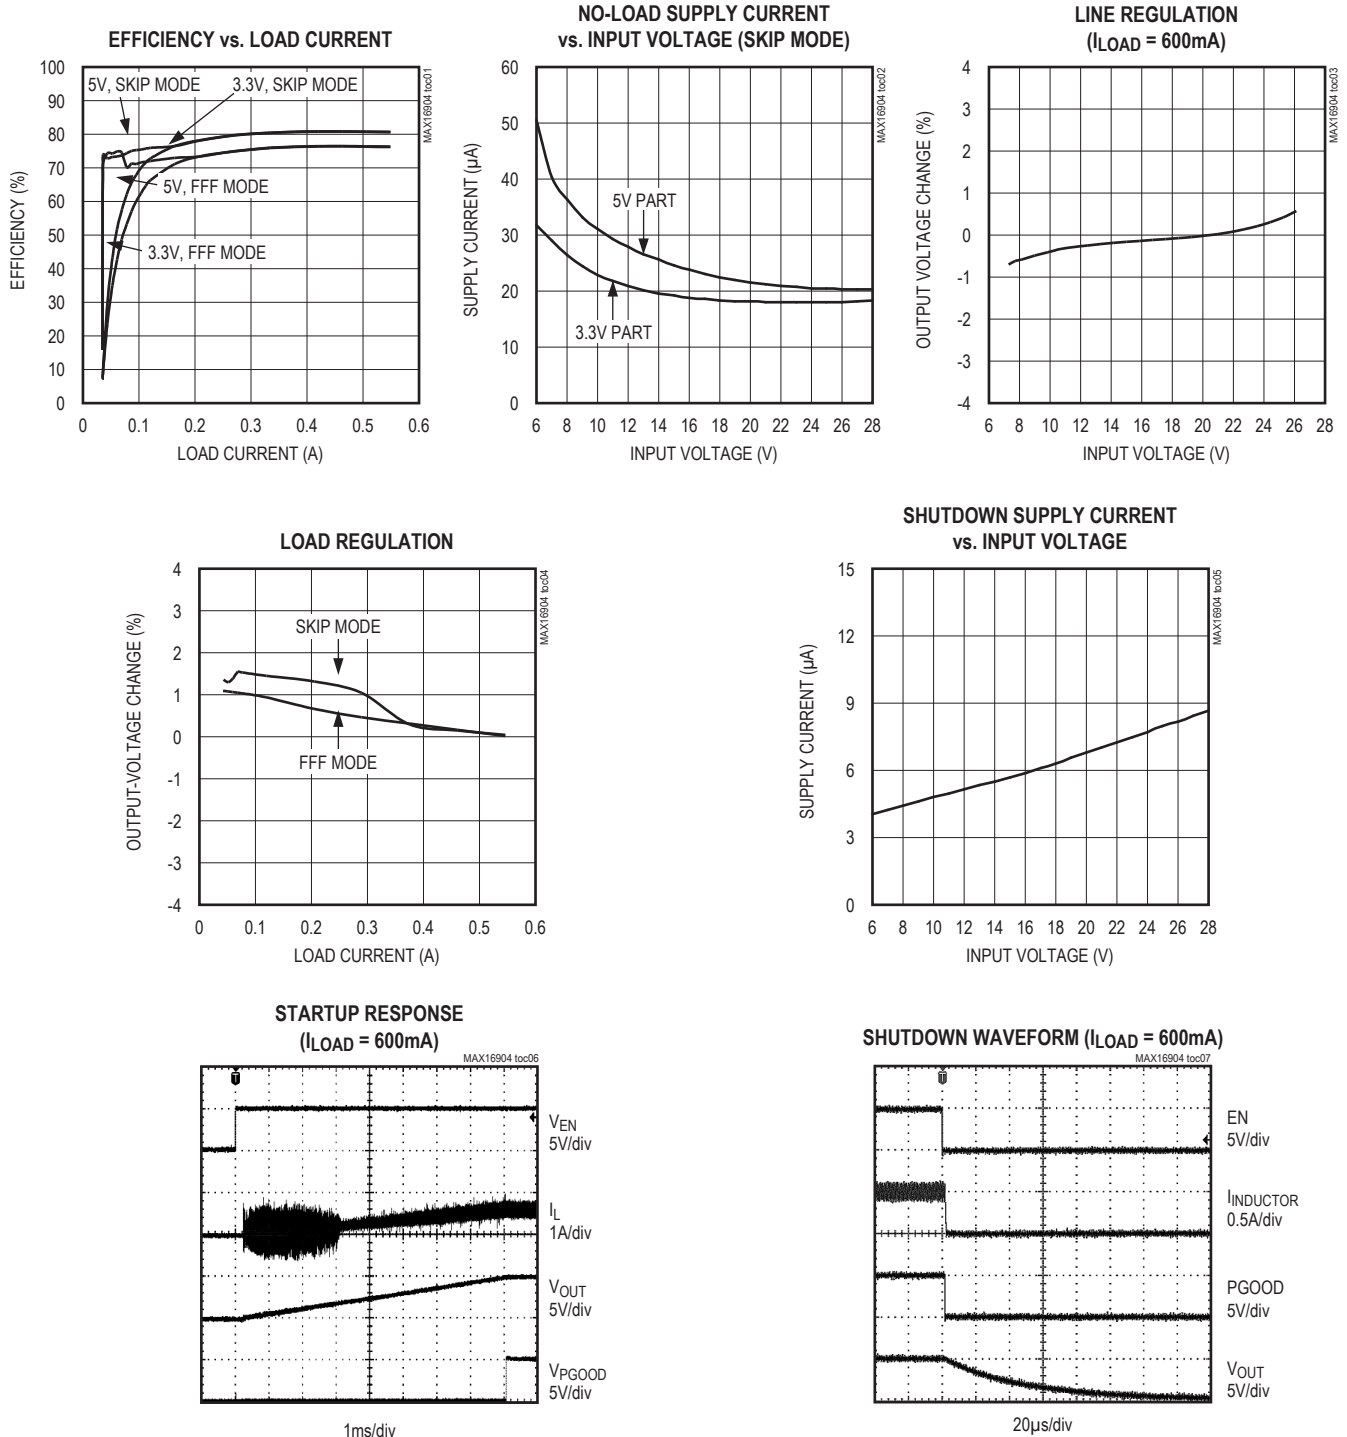 EFFICIENCY vs. LOAD CURRENT
MAX16904 toc01
EFFICIENCY (%)
100
90
80
70
60
50
40
30
20
10
0
5V, SKIP MODE
3.3V, SKIP MODE
5V, FFF MODE
3.3V, FFF MODE
0 0.1 0.2 0.3 0.4 0.5 0.6
LOAD CURRENT (A)
NO-LOAD SUPPLY CURRENT
vs. INPUT VOLTAGE (SKIP MODE)
MAX16904 toc02
SUPPLY CURRENT (µA)
60
50
40
30
20
10
0
5V PART
3.3V PART
6 8 10 12 14 16 18 20 22 24 26 28
INPUT VOLTAGE (V)
LINE REGULATION
(ILOAD = 600mA)
MAX16904 toc03
OUTPUT VOLTAGE CHANGE (%)
4
3
2
1
0
-1
-2
-3
-4
6 8 10 12 14 16 18 20 22 24 26 28
INPUT VOLTAGE (V)
LOAD REGULATION
MAX16904 toc04
OUTPUT-VOLTAGE CHANGE (%)
4
3
2
1
0
-1
-2
-3
-4
SKIP MODE
FFF MODE
0 0.1 0.2 0.3 0.4 0.5 0.6
LOAD CURRENT (A)
SHUTDOWN SUPPLY CURRENT
vs. INPUT VOLTAGE
MAX16904 toc05
SUPPLY CURRENT (µA)
15
12
9
6
3
0
6 8 10 12 14 16 18 20 22 24 26 28
INPUT VOLTAGE (V)
STARTUP RESPONSE
(ILOAD = 600mA)
MAX16904 toc06
T
VEN
5V/div
IL
1A/div
VOUT
5V/div
VPGOOD
5V/div
1ms/div
SHUTDOWN WAVEFORM (ILOAD = 600mA)
MAX16904 toc07
T
EN
5V/div
IINDUCTOR
0.5A/div
PGOOD
5V/div
VOUT
5V/div
20µs/div